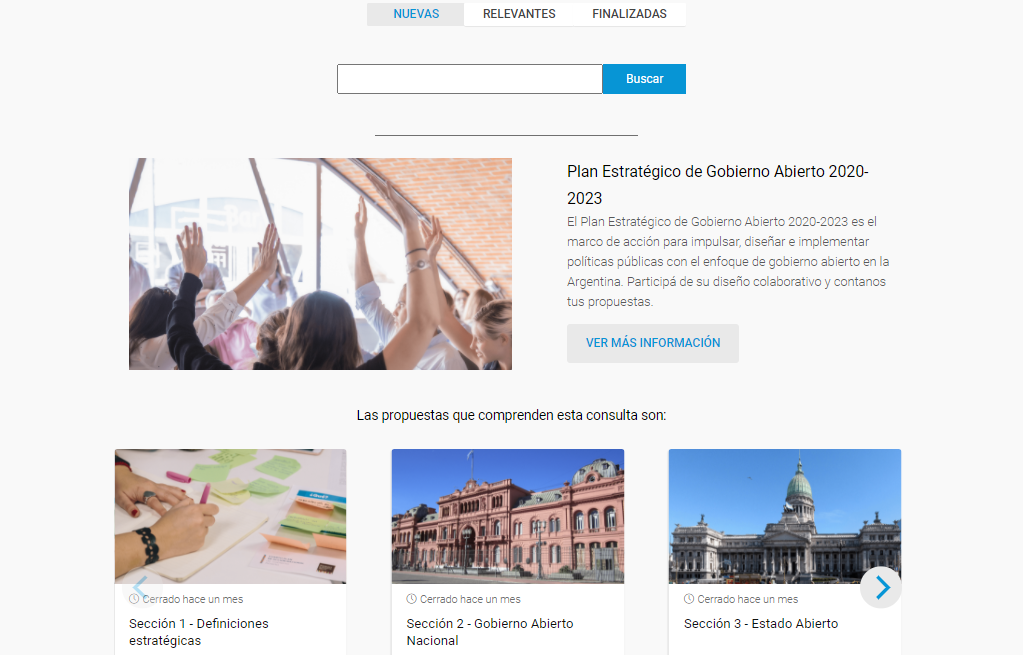 NUEVAS RELEVANTES FINALIZADAS
Buscar
Plan Estratégico de Gobierno Abierto 2020-
2023
El Plan Estratégico de Gobierno Abierto 2020-2023 es el
marco de acción para impulsar, diseñar e implementar
políticas públicas con el enfoque de gobierno abierto en la
Argentina. Participá de su diseño colaborativo y contanos
tus propuestas.
VER MÁS INFORMACIÓN
Las propuestas que comprenden esta consulta son:
Cerrado hace un mes
Sección 1 - Definiciones
estratégicas
Cerrado hace un mes
Sección 2 - Gobierno Abierto
Nacional
Cerrado hace un mes
Sección 3 - Estado Abierto